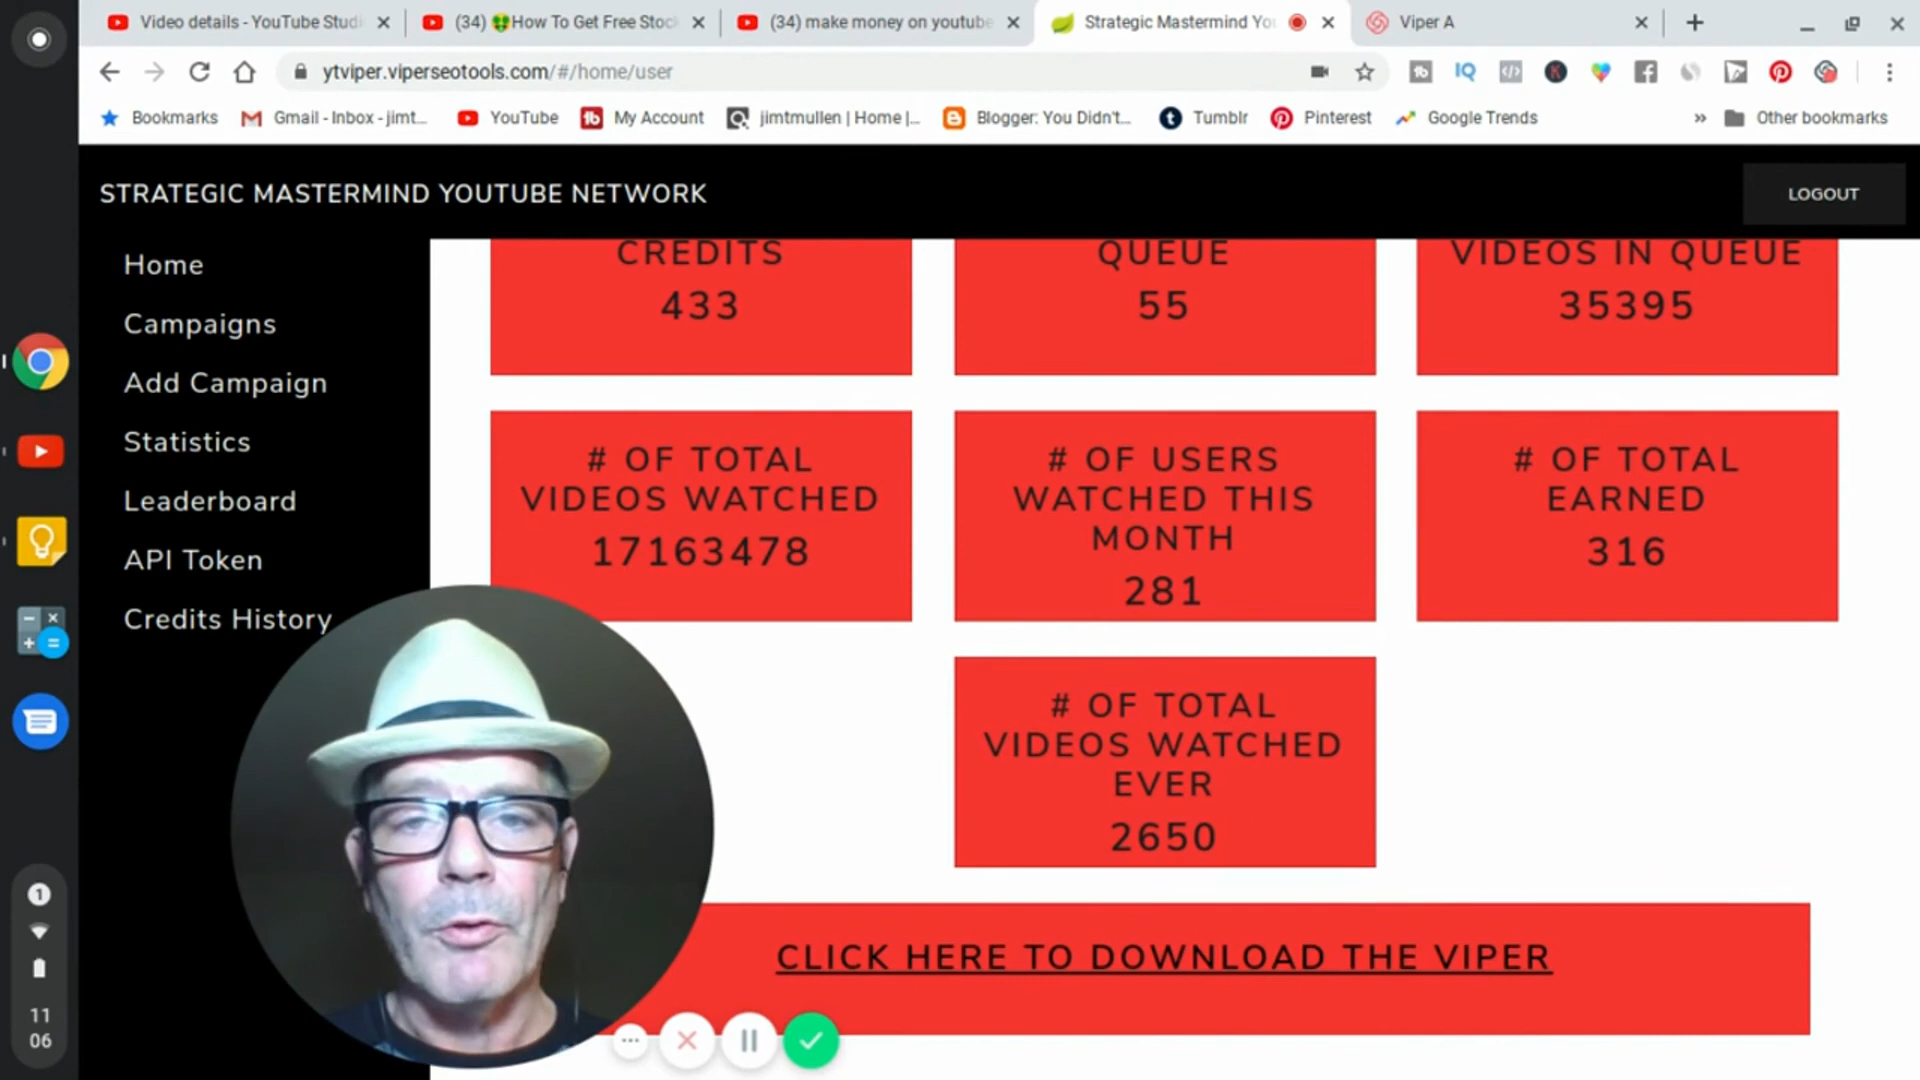 Video details - YouTube Studi
(34) 🤑How To Get Free Stock
(34) make money on youtube
Strategic Mastermind You
Viper A
ytviper.viperseotools.com/#/home/user
Bookmarks
Gmail - Inbox - jimt...
YouTube
My Account
jimtmullen | Home |...
Blogger: You Didn't...
Tumblr
Pinterest
Google Trends
»
Other bookmarks
STRATEGIC MASTERMIND YOUTUBE NETWORK
LOGOUT
Home
Campaigns
Add Campaign
Statistics
Leaderboard
API Token
Credits History
CREDITS
433
QUEUE
55
VIDEOS IN QUEUE
35395
# OF TOTAL
VIDEOS WATCHED
17163478
# OF USERS
WATCHED THIS
MONTH
281
# OF TOTAL
EARNED
316
# OF TOTAL
VIDEOS WATCHED
EVER
2650
CLICK HERE TO DOWNLOAD THE VIPER
1
11
06